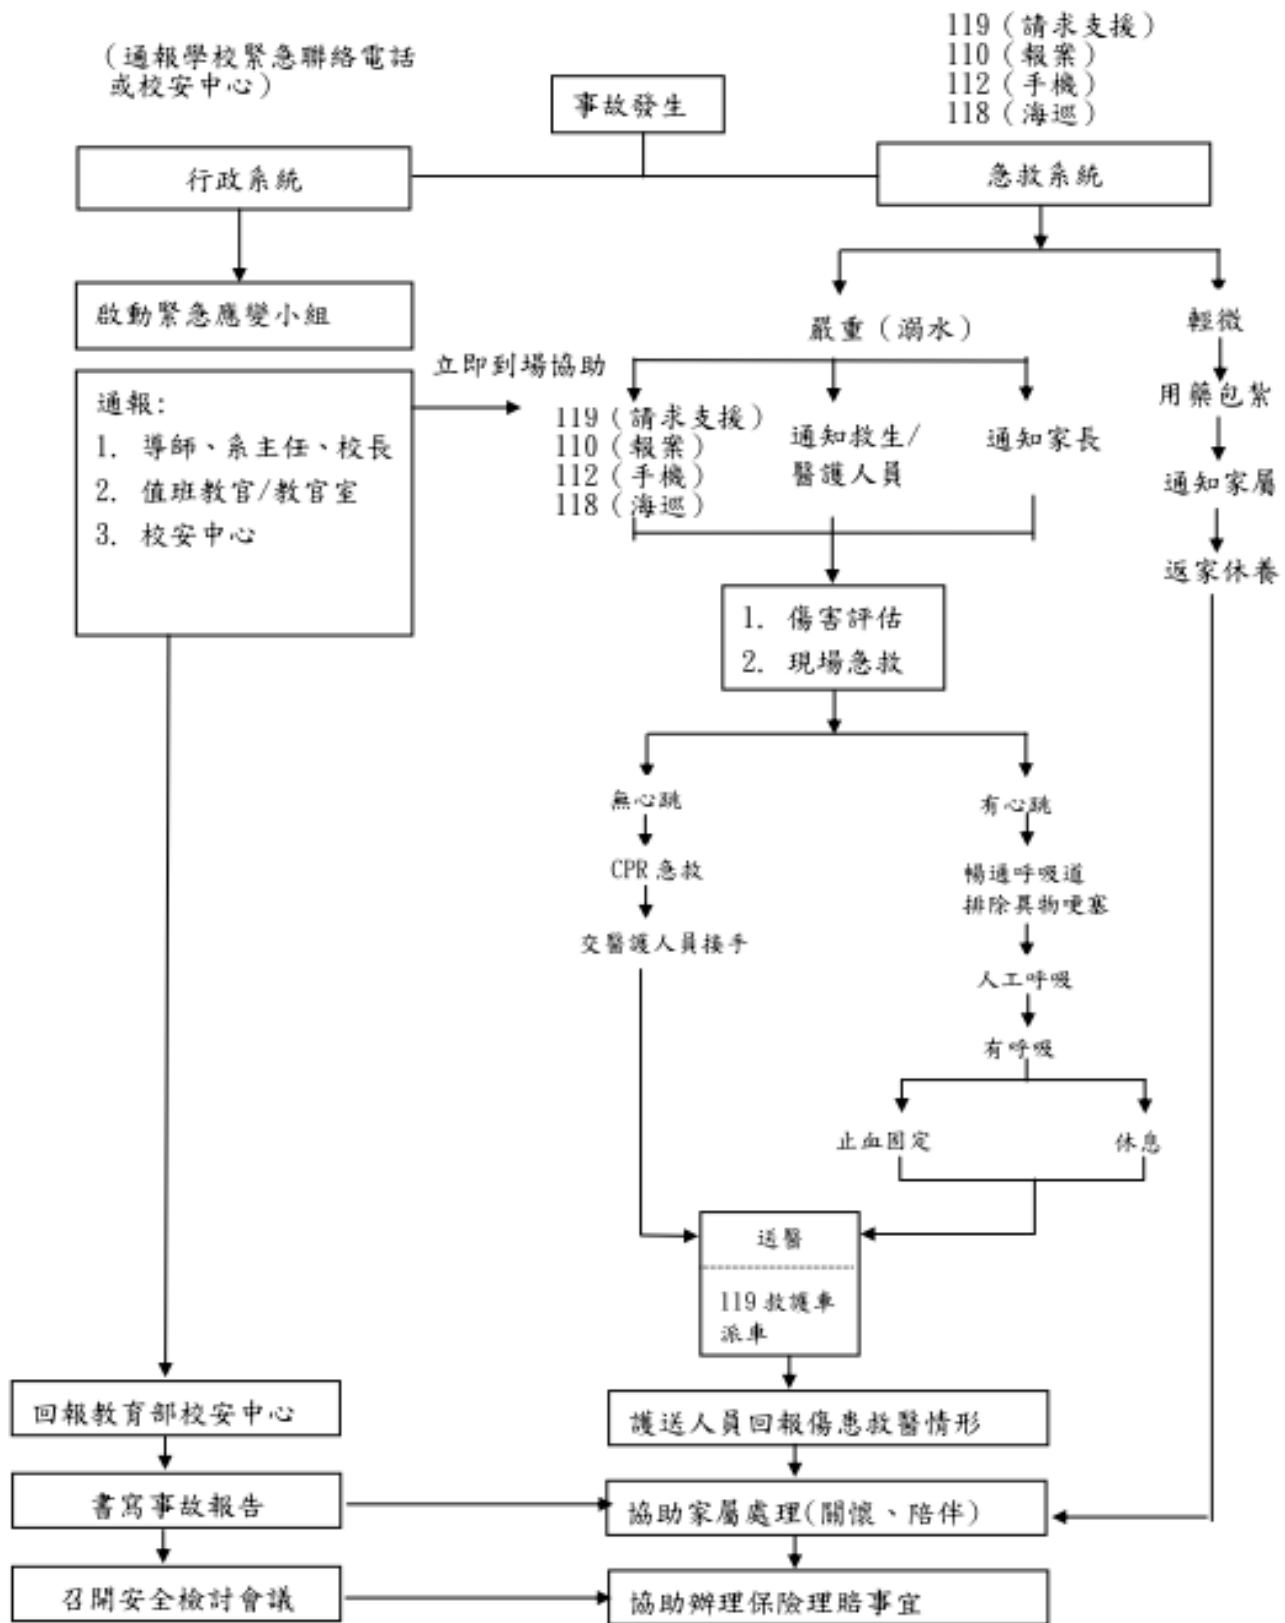 (通報學校緊急聯絡電話
或校安中心)
119(請求支援)
110(報案)
112(手機)
118(海巡)
事故發生
行政系統
急救系統
啟動緊急應變小組
嚴重(溺水)
輕微
立即到場協助
通報:
1. 導師、系主任、校長
2. 值班教官/教官室
3. 校安中心
119(請求支援)
110(報案)
112(手機)
118(海巡)
通知救生/
醫護人員
通知家長
用藥包紮
通知家屬
返家休養
1. 傷害評估
2. 現場急救
無心跳
有心跳
CPR 急救
暢通呼吸道
排除異物哽塞
交醫護人員接手
人工呼吸
有呼吸
止血固定
休息
送醫
119 救護車
派車
回報教育部校安中心
護送人員回報傷患救醫情形
書寫事故報告
協助家屬處理(關懷、陪伴)
召開安全檢討會議
協助辦理保險理賠事宜